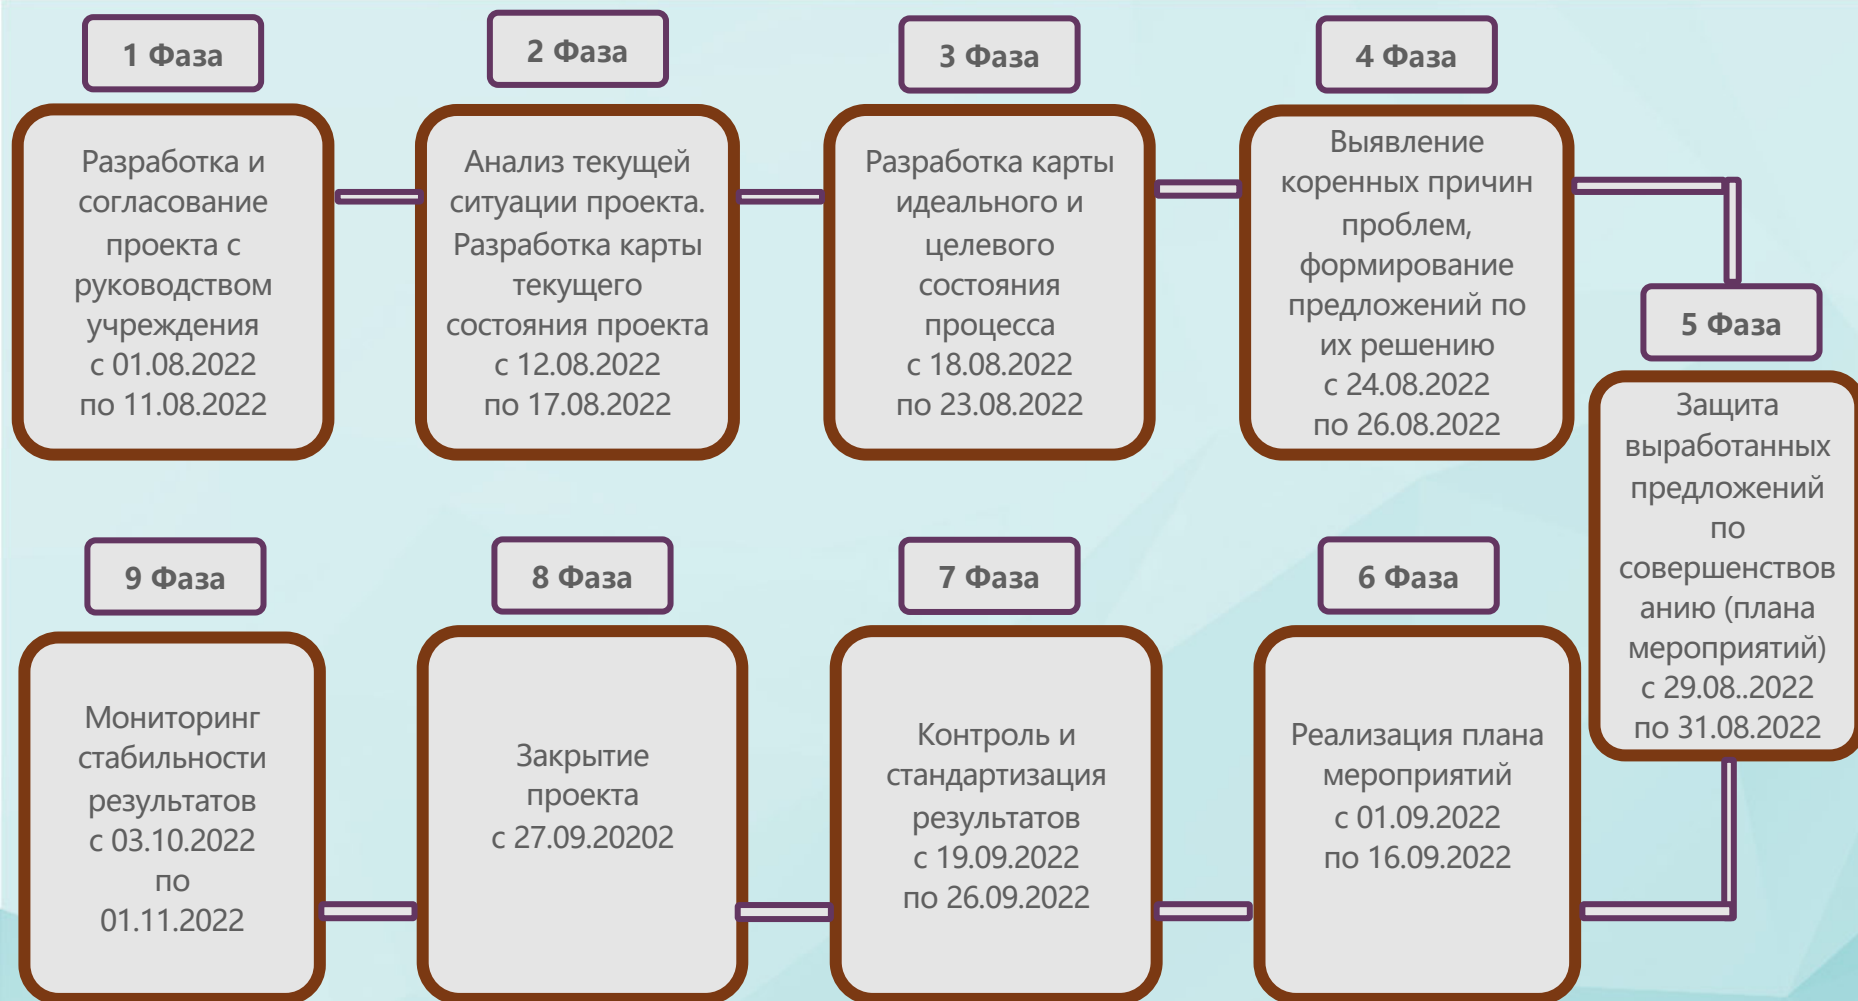 1 Фаза
Разработка и
согласование
проекта с
руководством
учреждения
с 01.08.2022
по 11.08.2022
2 Фаза
Анализ текущей
ситуации проекта.
Разработка карты
текущего
состояния проекта
с 12.08.2022
по 17.08.2022
3 Фаза
Разработка карты
идеального и
целевого
состояния
процесса
с 18.08.2022
по 23.08.2022
4 Фаза
Выявление
коренных причин
проблем,
формирование
предложений по
их решению
с 24.08.2022
по 26.08.2022
5 Фаза
Защита
выработанных
предложений
по
совершенствов
анию (плана
мероприятий)
с 29.08..2022
по 31.08.2022
6 Фаза
Реализация плана
мероприятий
с 01.09.2022
по 16.09.2022
7 Фаза
Контроль и
стандартизация
результатов
с 19.09.2022
по 26.09.2022
8 Фаза
Закрытие
проекта
с 27.09.20202
9 Фаза
Мониторинг
стабильности
результатов
с 03.10.2022
по
01.11.2022